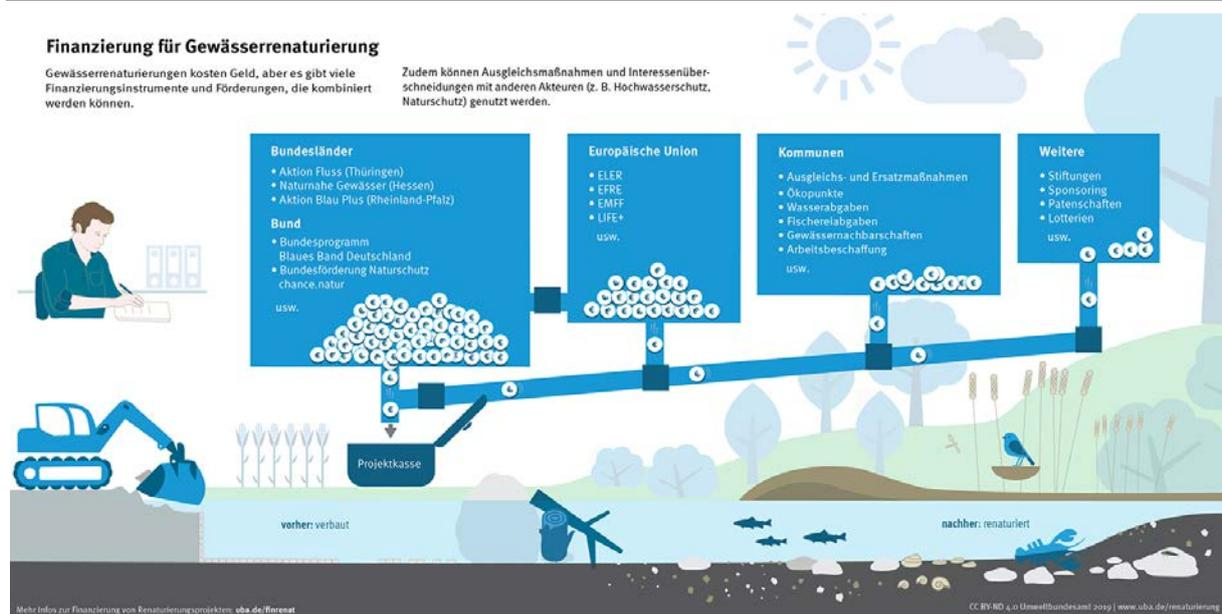 Finanzierung für Gewässerrenaturierung
Gewässerrenaturierungen kosten Geld, aber es gibt viele
Finanzierungsinstrumente und Förderungen, die kombiniert
werden können.
Zudem können Ausgleichsmaßnahmen und Interessenüber-
schneidungen mit anderen Akteuren (z. B. Hochwasserschutz,
Naturschutz) genutzt werden.
Bundesländer
• Aktion Fluss (Thüringen)
• Naturnahe Gewässer (Hessen)
• Aktion Blau Plus (Rheinland-Pfalz)
Bund
• Bundesprogramm
Blaues Band Deutschland
• Bundesförderung Naturschutz
chance.natur
usw.
Europäische Union
• ELER
• EFRE
• EMFF
• LIFE+
usw.
Kommunen
• Ausgleichs- und Ersatzmaßnahmen
• Ökopunkte
• Wasserabgaben
• Fischereiabgaben
• Gewässernachbarschaften
• Arbeitsbeschaffung
usw.
Weitere
• Stiftungen
• Sponsoring
• Patenschaften
• Lotterien
usw.
Projektkasse
vorher: verbaut
nachher: renaturiert
Mehr Infos zur Finanzierung von Renaturierungsprojekten: uba.de/finrenat
CC BY-ND 4.0 Umweltbundesamt 2019 | www.uba.de/renaturierung